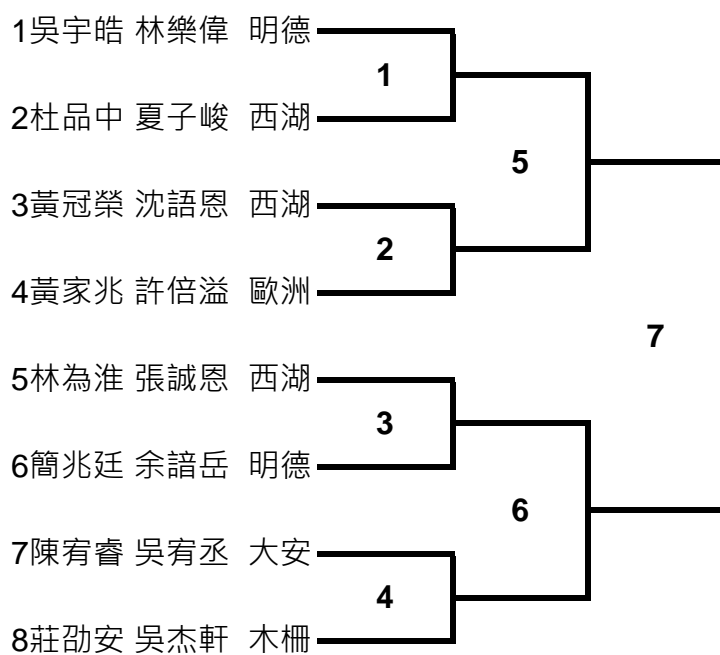 1吳宇皓 林樂偉 明德
1
2杜品中 夏子峻 西湖
5
3黃冠榮 沈語恩 西湖
2
4黃家兆 許倍溢 歐洲
7
5林為淮 張誠恩 西湖
3
6簡兆廷 余諳岳 明德
6
7陳宥睿 吳宥丞 大安
4
8莊劭安 吳杰軒 木柵